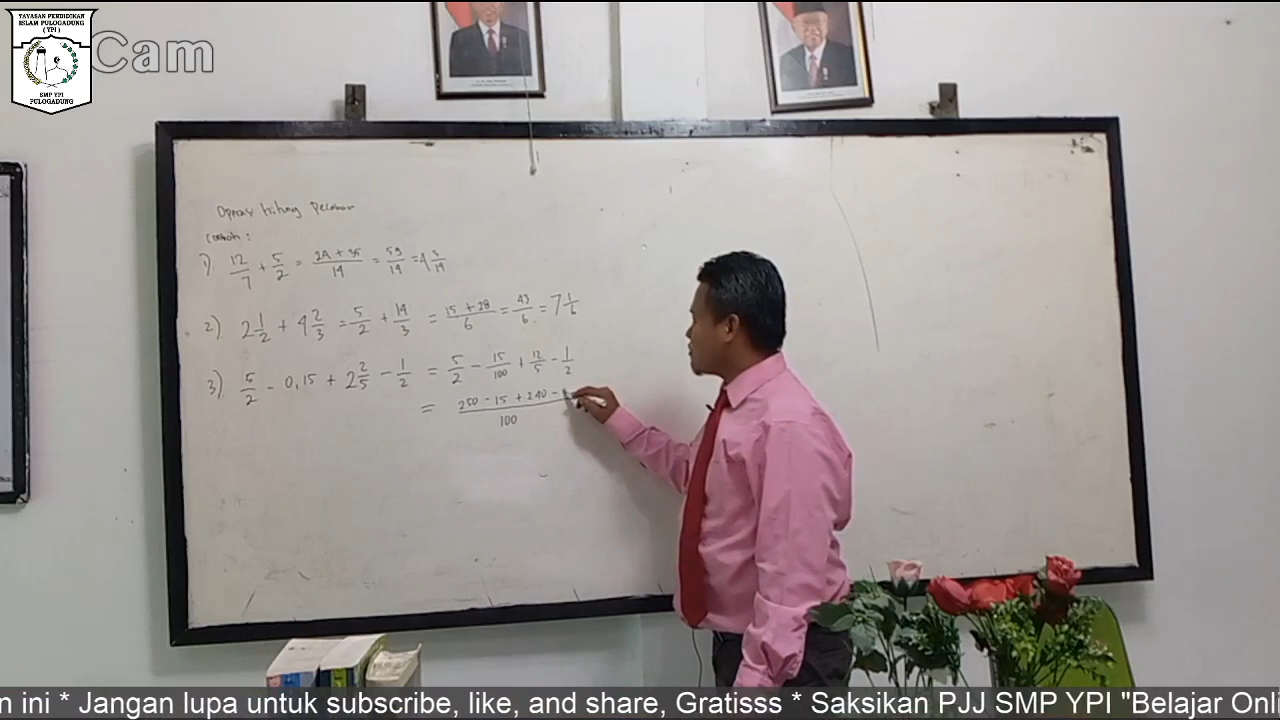 YAYASAN PENDIDIKAN
ISLAM PULOGADUNG
( YPI )
SMP YPI
PULOGADUNG
Cam
Operasi hitung Pecahan
Contoh :
1) 12/7 + 5/2 = 24 + 35/14 = 59/14 = 4 3/14
2) 2 1/2 + 4 2/3 = 5/2 + 14/3 = 15 + 28/6 = 43/6 = 7 1/6
3) 5/2 - 0,15 + 2 2/5 - 1/2 = 5/2 - 15/100 + 12/5 - 1/2
= 250 - 15 + 240 -/100
n ini * Jangan lupa untuk subscribe, like, and share, Gratisss * Saksikan PJJ SMP YPI "Belajar Onli